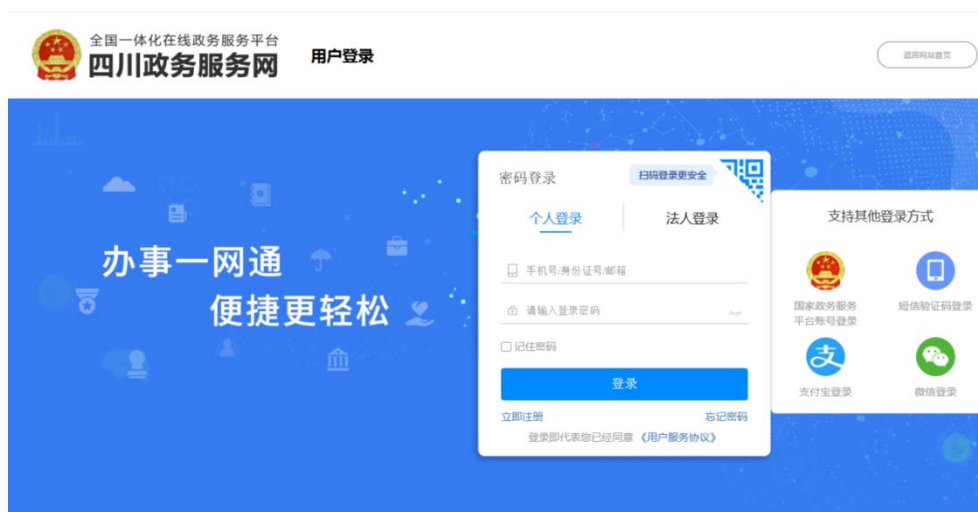 全国一体化在线政务服务平台
四川政务服务网
用户登录
返回网站首页
办事一网通
便捷更轻松
密码登录
扫码登录更安全
个人登录
法人登录
手机号/身份证号/邮箱
请输入登录密码
记住密码
登录
立即注册
忘记密码
登录即代表您已经同意《用户服务协议》
支持其他登录方式
国家政务服务
平台账号登录
短信验证码登录
支
支付宝登录
微信登录